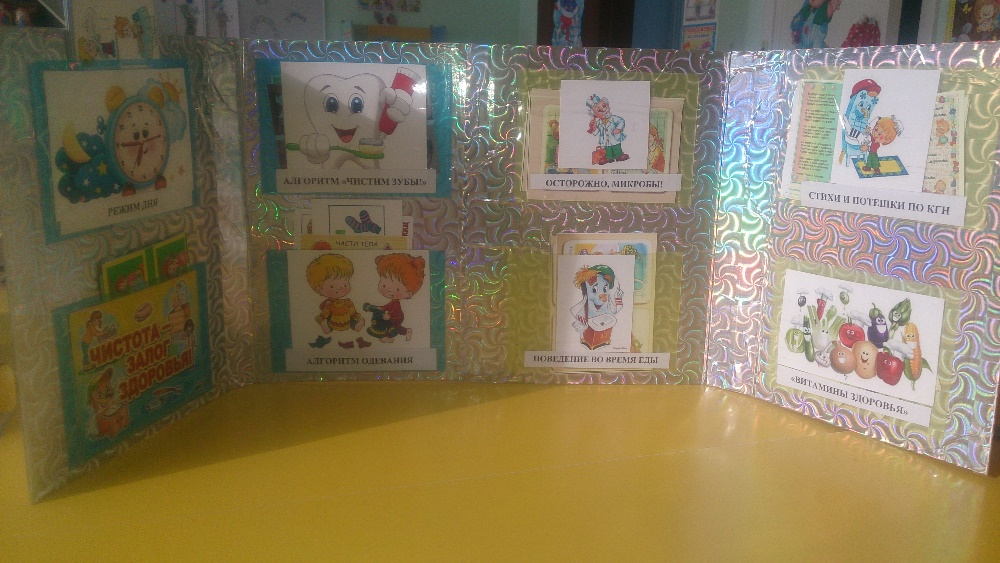 РЕЖИМ ДНЯ
ЧИСТОТА –
ЗАЛОГ
ЗДОРОВЬЯ!
АЛГОРИТМ «ЧИСТИМ ЗУБЫ!»
ЧАСТИ ТЕЛА
АЛГОРИТМ ОДЕВАНИЯ
ОСТОРОЖНО, МИКРОБЫ!
ПОВЕДЕНИЕ ВО ВРЕМЯ ЕДЫ
СТИХИ И ПОТЕШКИ ПО КГН
«ВИТАМИНЫ ЗДОРОВЬЯ»